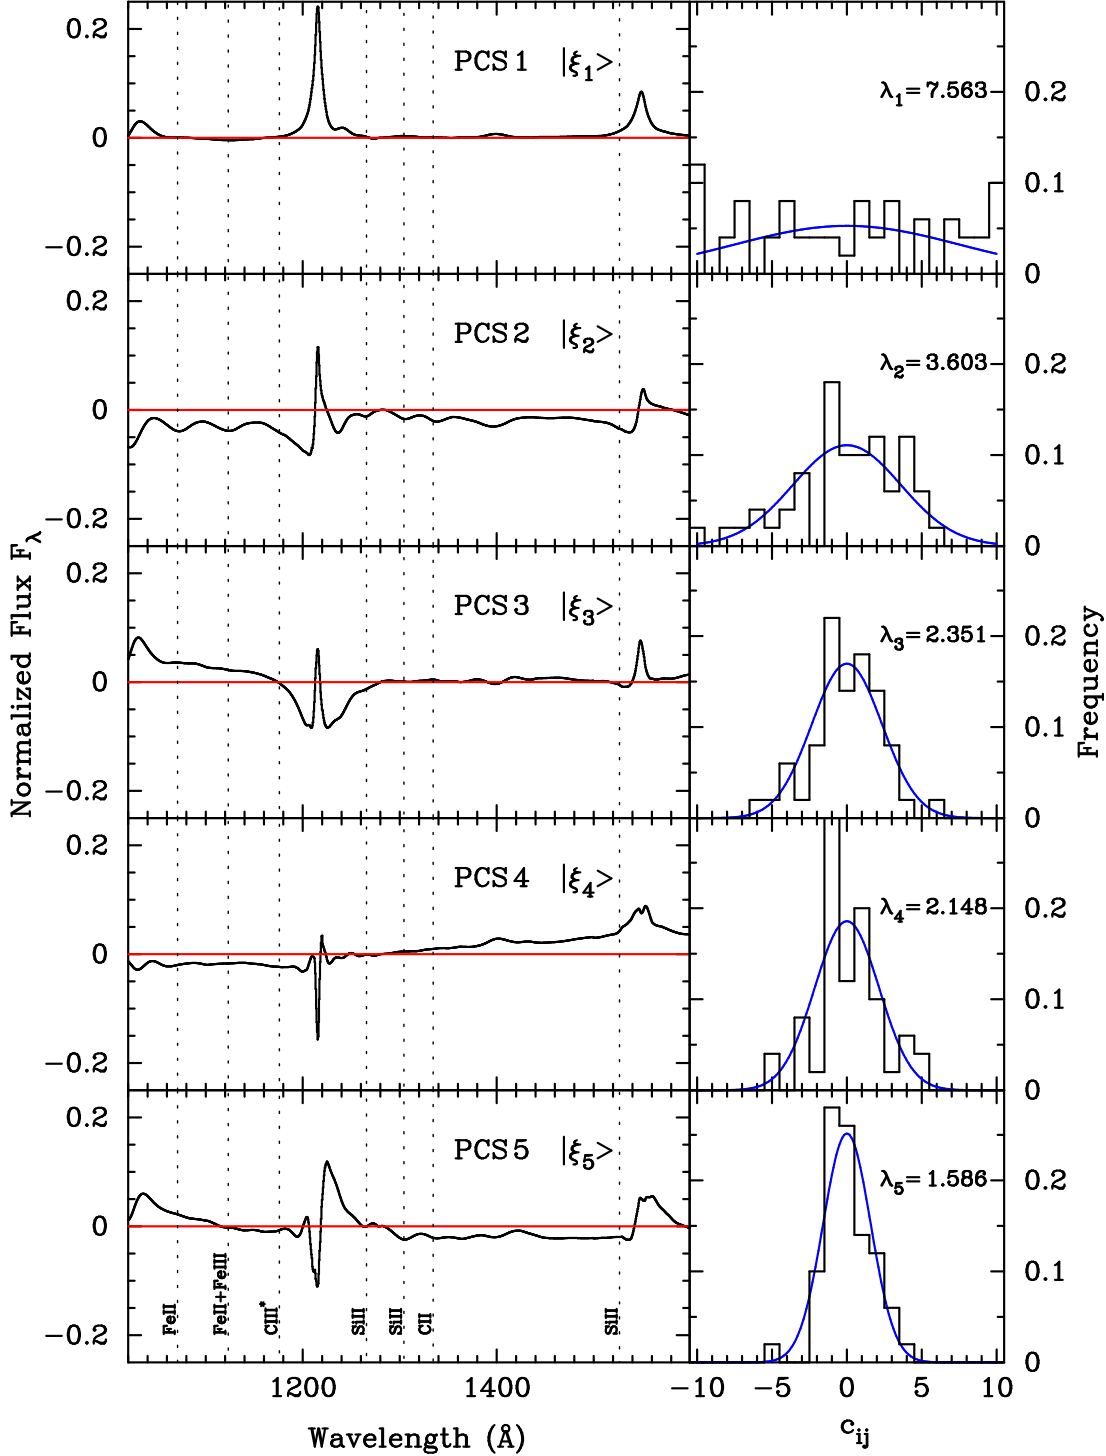 0.2
0
−0.2
PCS 1 |ξ1>
λ1=7.563
0.2
0.1
0
0.2
0
−0.2
PCS 2 |ξ2>
λ2=3.603
0.2
0.1
0
0.2
0
−0.2
PCS 3 |ξ3>
λ3=2.351
0.2
0.1
0
0.2
0
−0.2
PCS 4 |ξ4>
λ4=2.148
0.2
0.1
0
0.2
0
−0.2
PCS 5 |ξ5>
λ5=1.586
0.2
0.1
0
FeII
FeII+FeIII
CIII*
SiII
SiII
CII
SiII
Normalized Flux Fλ
Frequency
1200 1400
−10 −5 0 5 10
Wavelength (Å)
cij